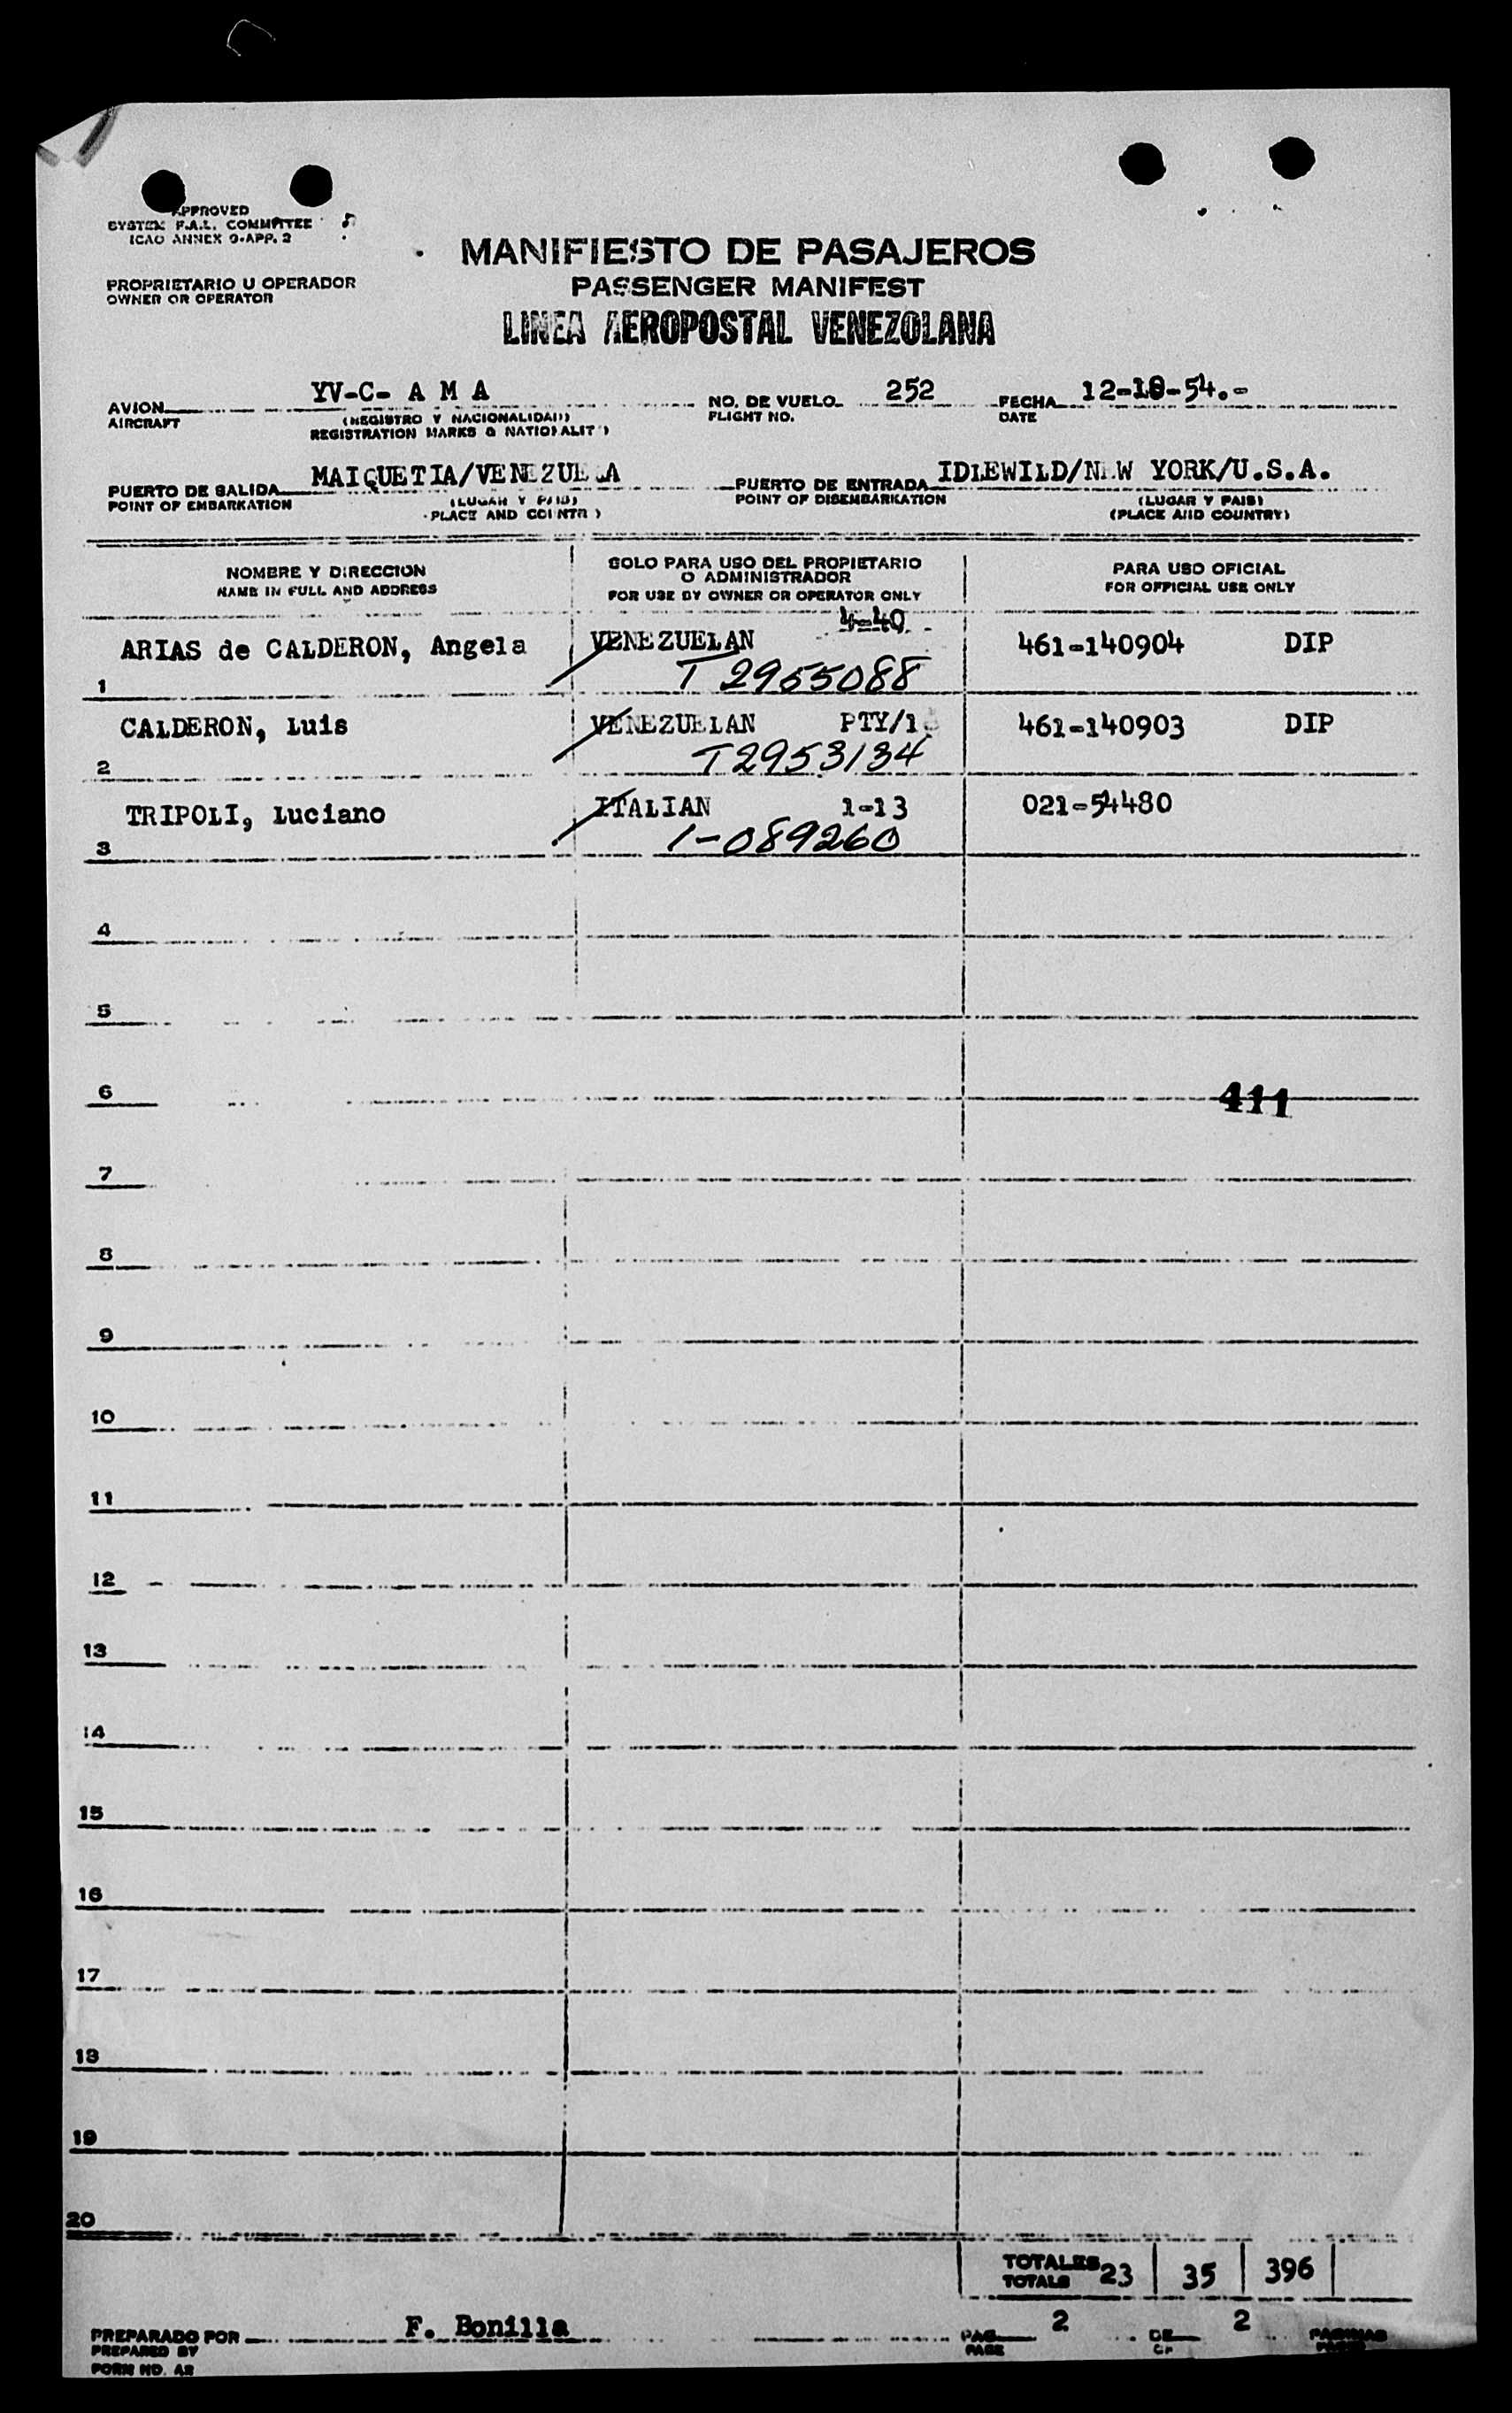 APPROVED
SYSTEM F.A.L. COMMITTEE
ICAO ANNEX 9-APP. 2
MANIFIESTO DE PASAJEROS
PROPRIETARIO U OPERADOR
OWNER OR OPERATOR
PASSENGER MANIFEST
LINEA AEROPOSTAL VENEZOLANA
AVION YV-C- A M A NO. DE VUELO 252 FECHA 12-18-54.-
AIRCRAFT (REGISTRO Y NACIONALIDAD) FLIGHT NO. DATE
REGISTRATION MARKS & NATIONALITY)
PUERTO DE SALIDA MAIQUETIA/VENEZUELA PUERTO DE ENTRADA IDLEWILD/NEW YORK/U.S.A.
POINT OF EMBARKATION (LUGAR Y PAIS) POINT OF DISEMBARKATION (LUGAR Y PAIS)
PLACE AND COUNTRY) (PLACE AND COUNTRY)
NOMBRE Y DIRECCION SOLO PARA USO DEL PROPIETARIO PARA USO OFICIAL
O ADMINISTRADOR
NAME IN FULL AND ADDRESS FOR USE BY OWNER OR OPERATOR ONLY FOR OFFICIAL USE ONLY
4-40
ARIAS de CALDERON, Angela VENEZUELAN 461-140904 DIP
1 T 2955088
CALDERON, Luis VENEZUELAN PTY/1 461-140903 DIP
2 T2953134
TRIPOLI, Luciano ITALIAN 1-13 021-54480
3 1-089260
4
5
6 411
7
8
9
10
11
12
13
14
15
16
17
18
19
20
TOTALES 23 35 396
TOTALS
PREPARADO POR F. Bonilla PAG. 2 DE 2 PAGINAS
PREPARED BY PAGE OF PAGES
FORM NO. A2